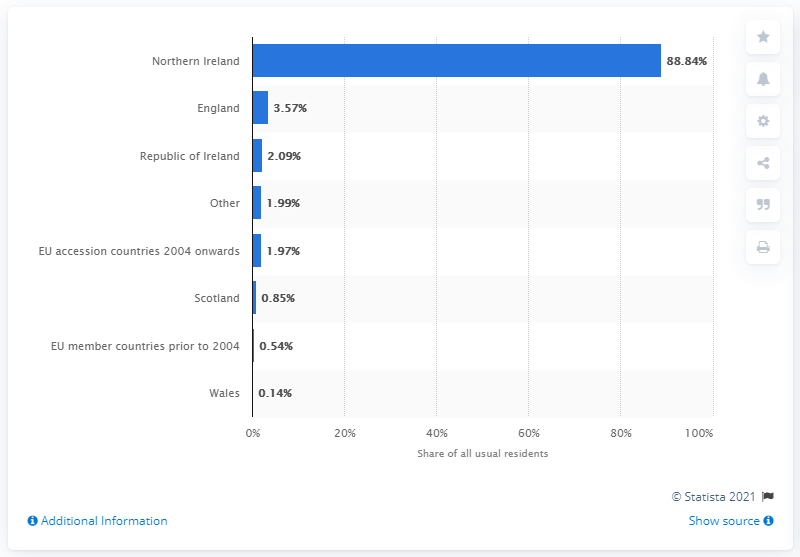 Northern Ireland 88.84%
England 3.57%
Republic of Ireland 2.09%
Other 1.99%
EU accession countries 2004 onwards 1.97%
Scotland 0.85%
EU member countries prior to 2004 0.54%
Wales 0.14%
0% 20% 40% 60% 80% 100%
Share of all usual residents
© Statista 2021
Additional Information Show source